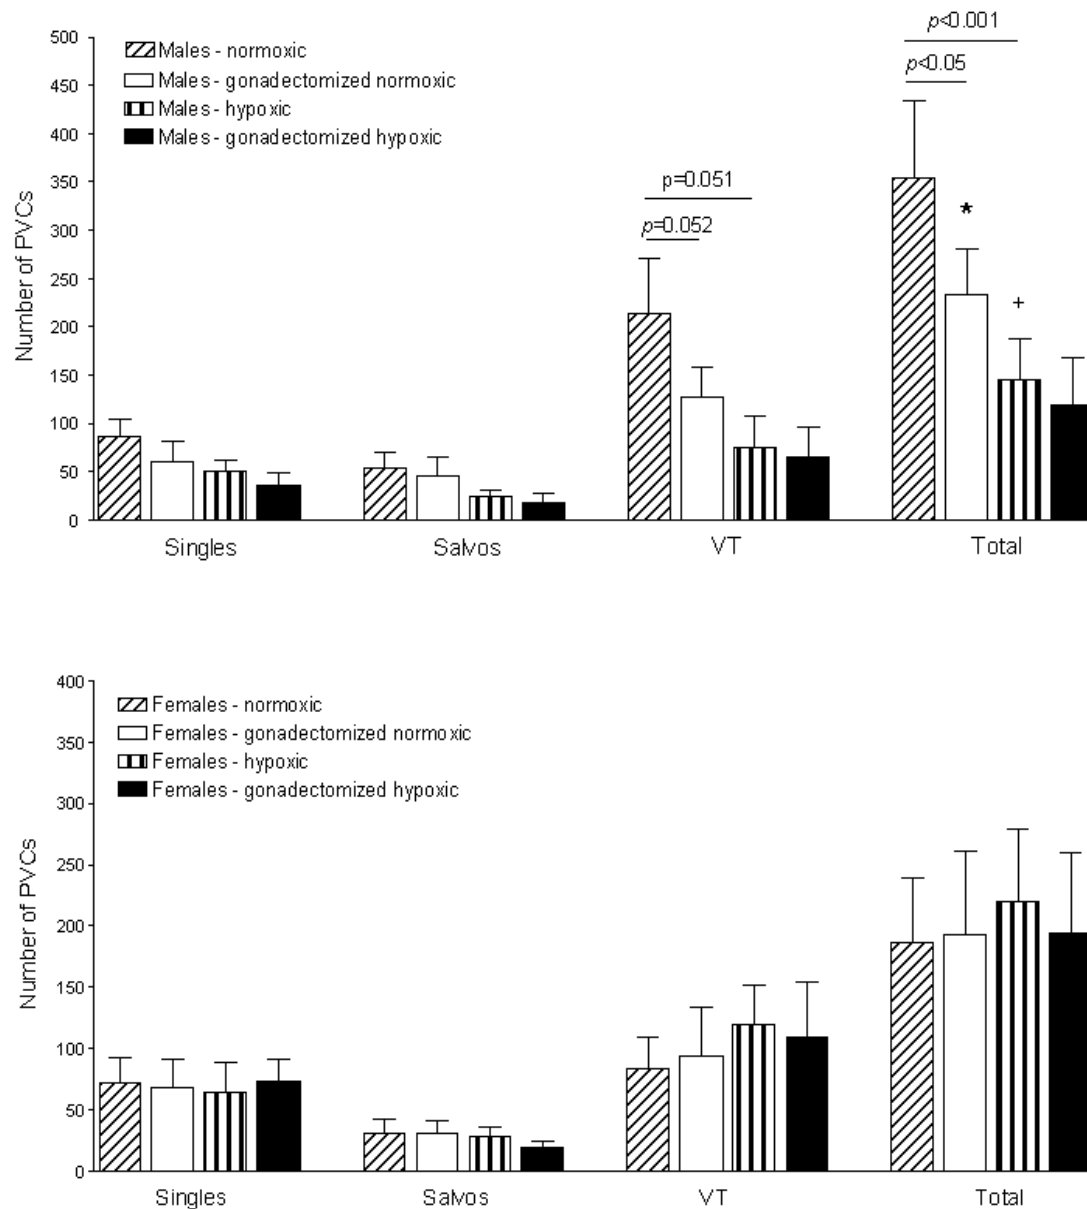 p<0.001
p<0.05
500
Males - normoxic
450
Males - gonadectomized normoxic
400
Males - hypoxic
Males - gonadectomized hypoxic
350
p=0.051
300
p=0.052
250
200
150
100
50
0
*
+
Number of PVCs
Singles Salvos VT Total
400
Females - normoxic
350
Females - gonadectomized normoxic
Females - hypoxic
300
Females - gonadectomized hypoxic
250
200
150
100
50
0
Number of PVCs
Singles Salvos VT Total